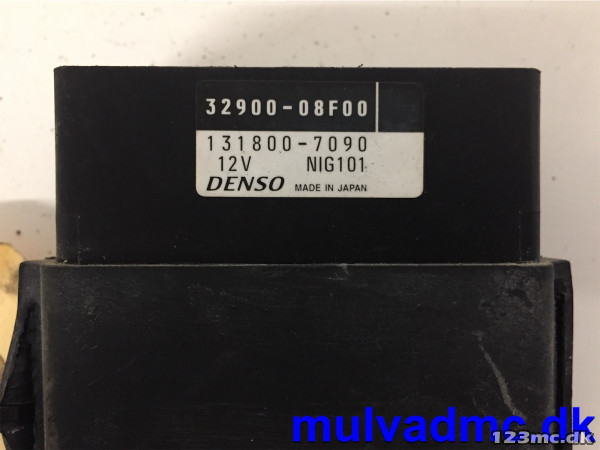 32900-08F00
131800-7090
12V NIG101
DENSO MADE IN JAPAN
mulvadmc.dk
123mc.dk